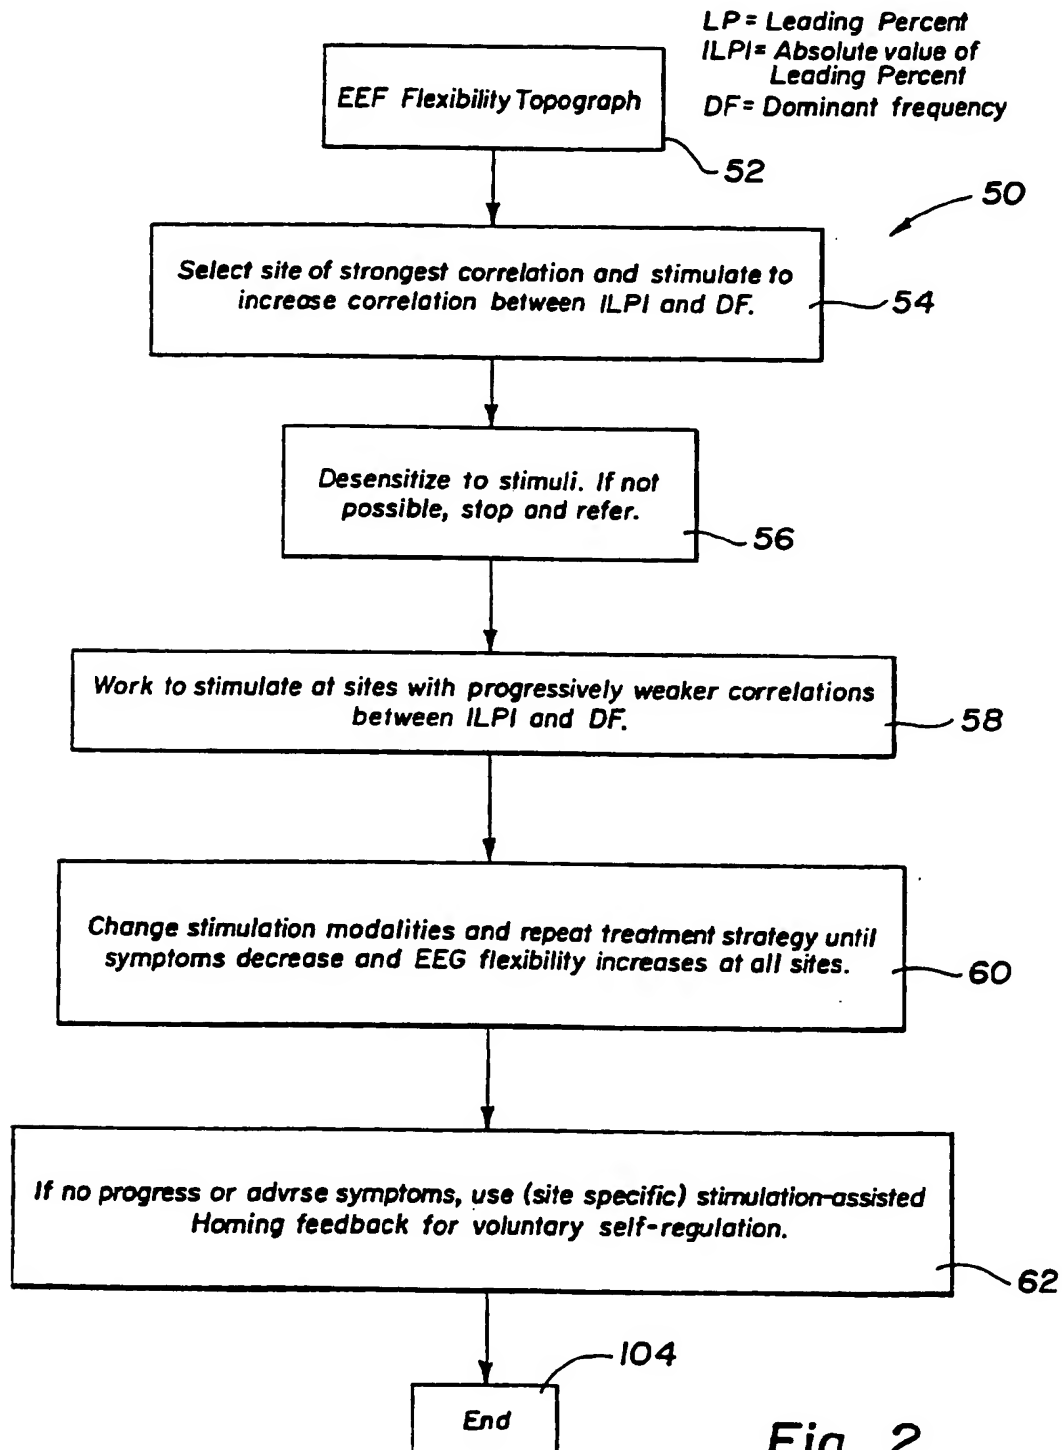 LP = Leading Percent
ILPI = Absolute value of
Leading Percent
DF = Dominant frequency
EEF Flexibility Topograph
52
50
Select site of strongest correlation and stimulate to
increase correlation between ILPI and DF.
54
Desensitize to stimuli. If not
possible, stop and refer.
56
Work to stimulate at sites with progressively weaker correlations
between ILPI and DF.
58
Change stimulation modalities and repeat treatment strategy until
symptoms decrease and EEG flexibility increases at all sites.
60
If no progress or advrse symptoms, use (site specific) stimulation-assisted
Homing feedback for voluntary self-regulation.
62
104
End
Fig. 2